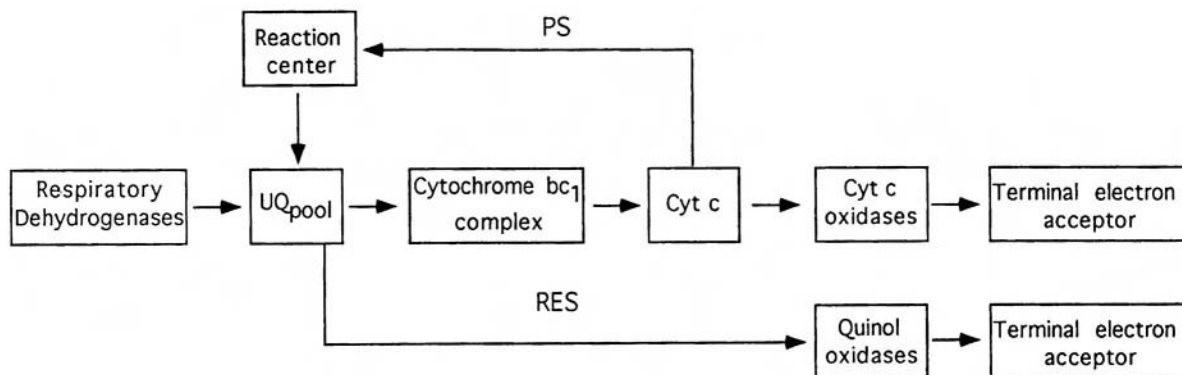 Reaction
center
PS
Respiratory
Dehydrogenases
UQpool
Cytochrome bc1
complex
Cyt c
Cyt c
oxidases
Terminal electron
acceptor
RES
Quinol
oxidases
Terminal electron
acceptor